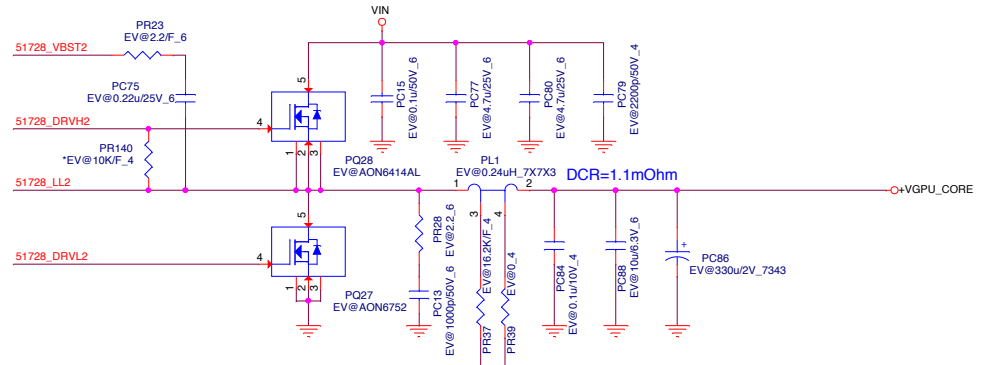 VIN
PR23
EV@2.2/F_6
51728_VBST2
PC75
EV@0.22u/25V_6
5
PC15
EV@0.1u/50V_6
PC77
EV@4.7u/25V_6
PC80
EV@4.7u/25V_6
PC79
EV@2200p/50V_4
51728_DRVH2
4
PR140
*EV@10K/F_4
1
2
3
PQ28
EV@AON6414AL
PL1
EV@0.24uH_7X7X3
DCR=1.1mOhm
51728_LL2
1
2
+VGPU_CORE
5
3
4
PR28
EV@2.2_6
EV@16.2K/F_4
EV@0_4
51728_DRVL2
4
PC84
EV@0.1u/10V_4
PC88
EV@10u/6.3V_6
+
PC86
EV@330u/2V_7343
1
2
3
PQ27
EV@AON6752
PC13
EV@1000p/50V_6
PR37
PR39